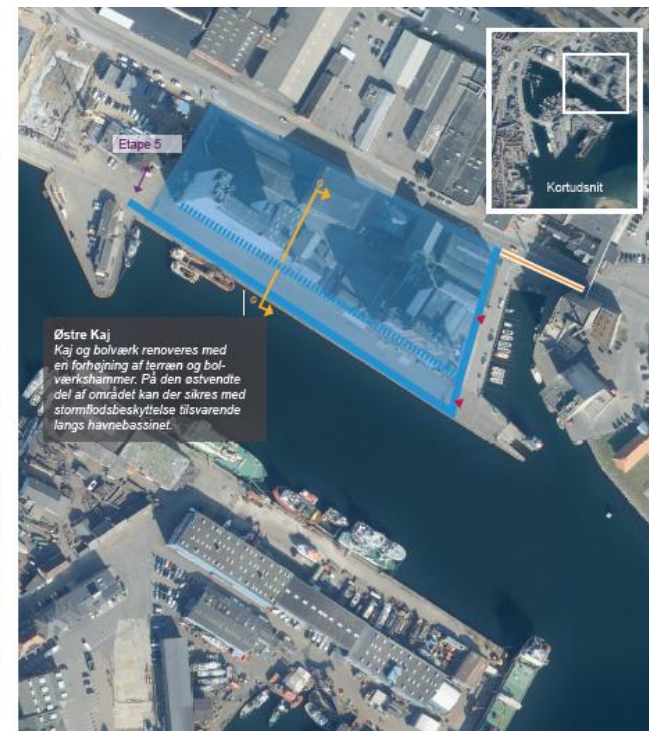 Etape 5
Kortudsnit
G
G
Østre Kaj
Kaj og bolværk renoveres med
en forhøjning af terræn og bol-
værkshammer. På den østvendte
del af området kan der sikres med
stormflodsbeskyttelse tilsvarende
langs havnebassinet.